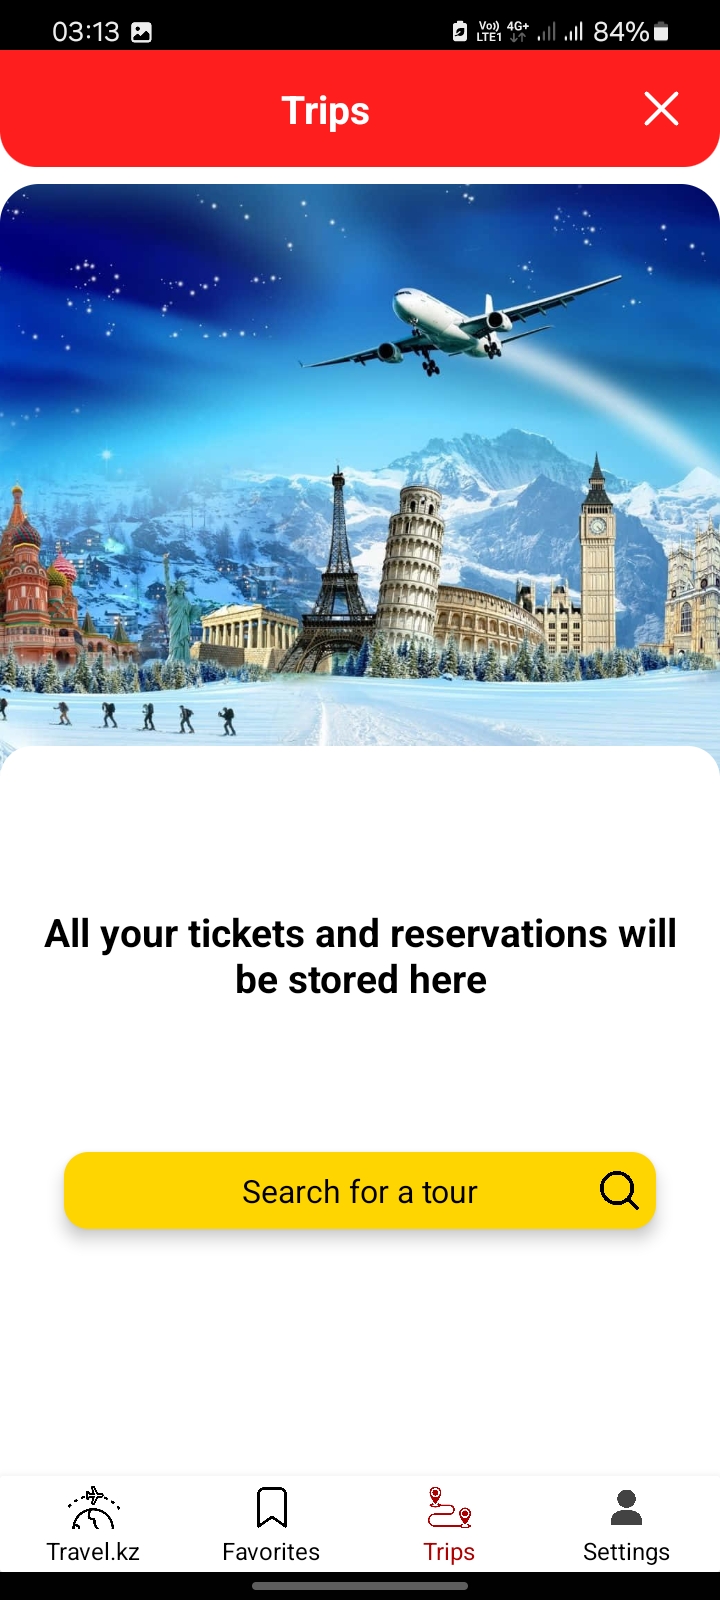 03:13
Vo))
LTE1
4G+
84%
Trips
All your tickets and reservations will
be stored here
Search for a tour
Travel.kz
Favorites
Trips
Settings